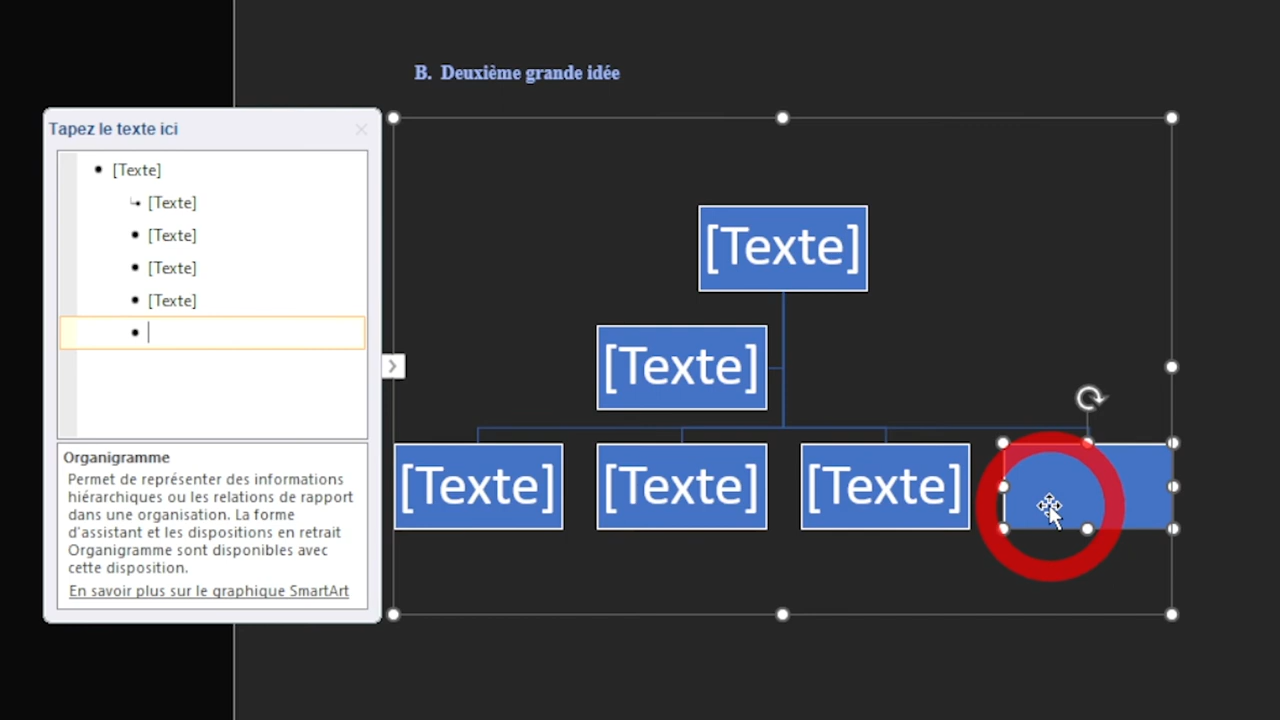 B. Deuxième grande idée
Tapez le texte ici
[Texte]
[Texte]
[Texte]
[Texte]
[Texte]
Organigramme
Permet de représenter des informations
hiérarchiques ou les relations de rapport
dans une organisation. La forme
d'assistant et les dispositions en retrait
Organigramme sont disponibles avec
cette disposition.
En savoir plus sur le graphique SmartArt
[Texte]
[Texte]
[Texte]
[Texte]
[Texte]